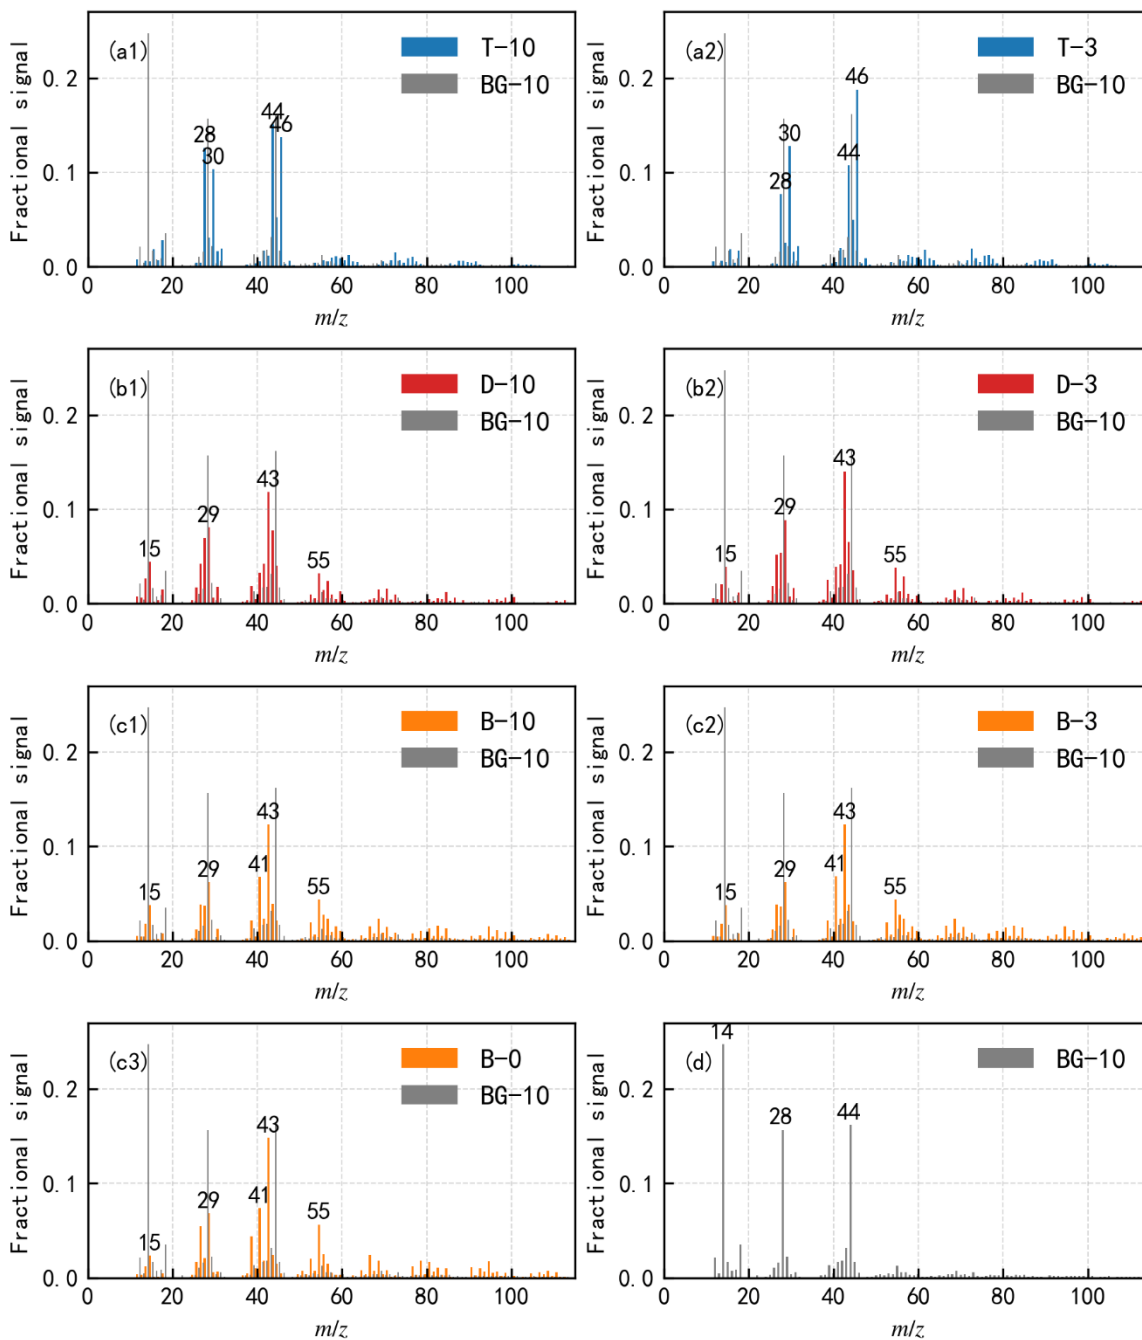 (a1)
T-10
BG-10
28
30
44
46
0.2
0.1
0.0
0 20 40 60 80 100
m/z
Fractional signal
(a2)
T-3
BG-10
28
30
44
46
0.2
0.1
0.0
0 20 40 60 80 100
m/z
Fractional signal
(b1)
D-10
BG-10
15
29
43
55
0.2
0.1
0.0
0 20 40 60 80 100
m/z
Fractional signal
(b2)
D-3
BG-10
15
29
43
55
0.2
0.1
0.0
0 20 40 60 80 100
m/z
Fractional signal
(c1)
B-10
BG-10
15
29
41
43
55
0.2
0.1
0.0
0 20 40 60 80 100
m/z
Fractional signal
(c2)
B-3
BG-10
15
29
41
43
55
0.2
0.1
0.0
0 20 40 60 80 100
m/z
Fractional signal
(c3)
B-0
BG-10
15
29
41
43
55
0.2
0.1
0.0
0 20 40 60 80 100
m/z
Fractional signal
(d)
BG-10
14
28
44
0.2
0.1
0.0
0 20 40 60 80 100
m/z
Fractional signal